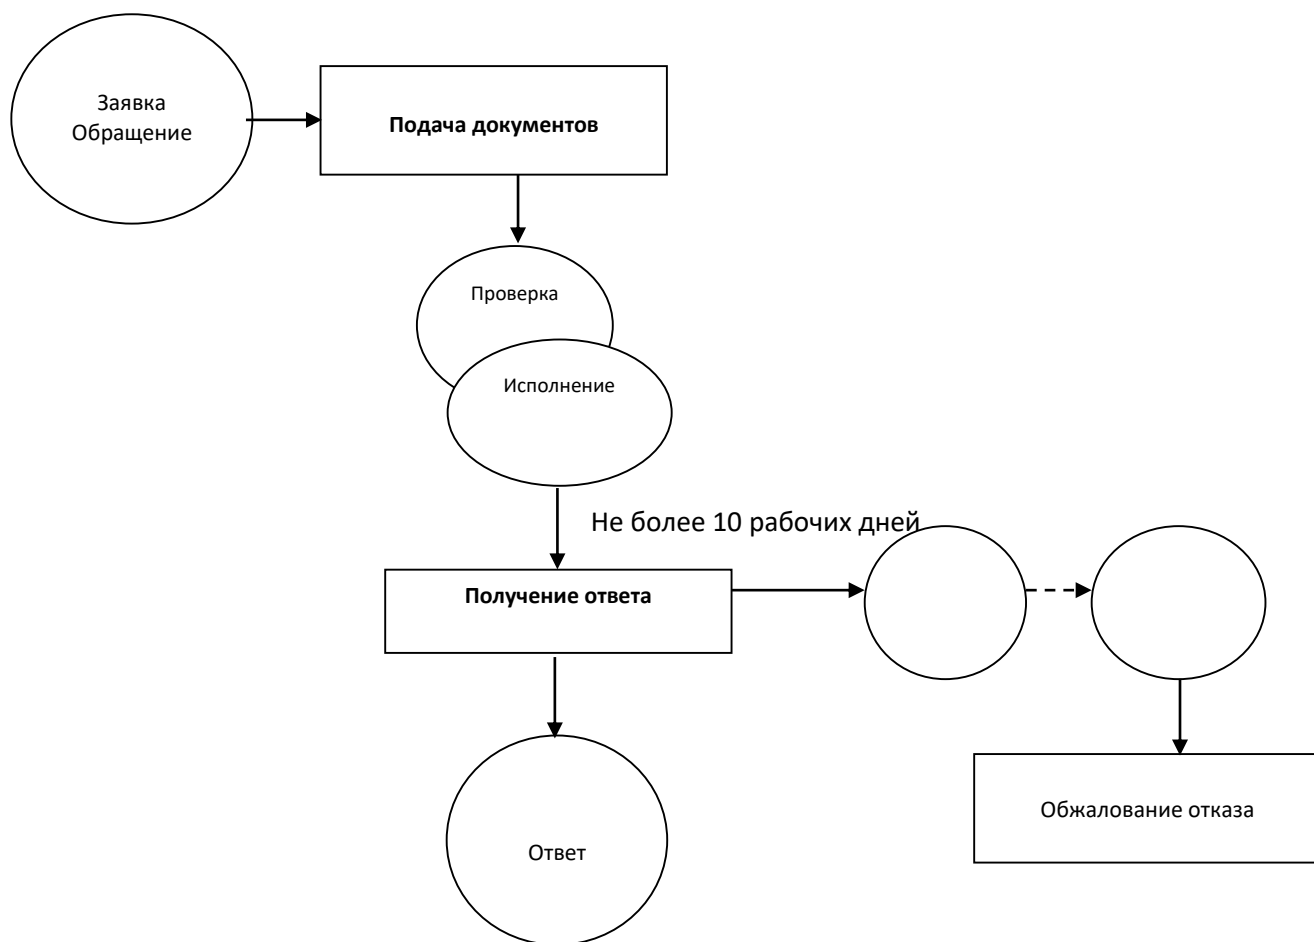 Заявка
Обращение
Подача документов
Проверка
Исполнение
Не более 10 рабочих дней
Получение ответа
Обжалование отказа
Ответ